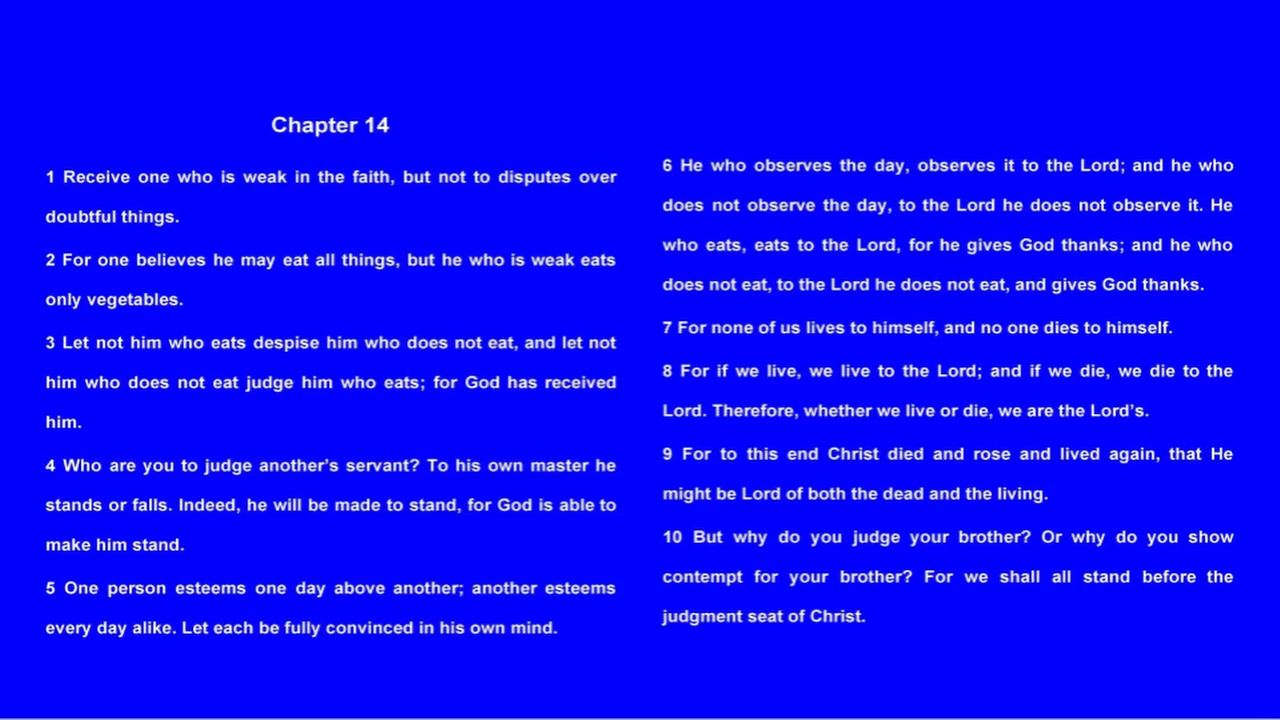 Chapter 14
1 Receive one who is weak in the faith, but not to disputes over
doubtful things.
2 For one believes he may eat all things, but he who is weak eats
only vegetables.
3 Let not him who eats despise him who does not eat, and let not
him who does not eat judge him who eats; for God has received
him.
4 Who are you to judge another’s servant? To his own master he
stands or falls. Indeed, he will be made to stand, for God is able to
make him stand.
5 One person esteems one day above another; another esteems
every day alike. Let each be fully convinced in his own mind.
6 He who observes the day, observes it to the Lord; and he who
does not observe the day, to the Lord he does not observe it. He
who eats, eats to the Lord, for he gives God thanks; and he who
does not eat, to the Lord he does not eat, and gives God thanks.
7 For none of us lives to himself, and no one dies to himself.
8 For if we live, we live to the Lord; and if we die, we die to the
Lord. Therefore, whether we live or die, we are the Lord’s.
9 For to this end Christ died and rose and lived again, that He
might be Lord of both the dead and the living.
10 But why do you judge your brother? Or why do you show
contempt for your brother? For we shall all stand before the
judgment seat of Christ.